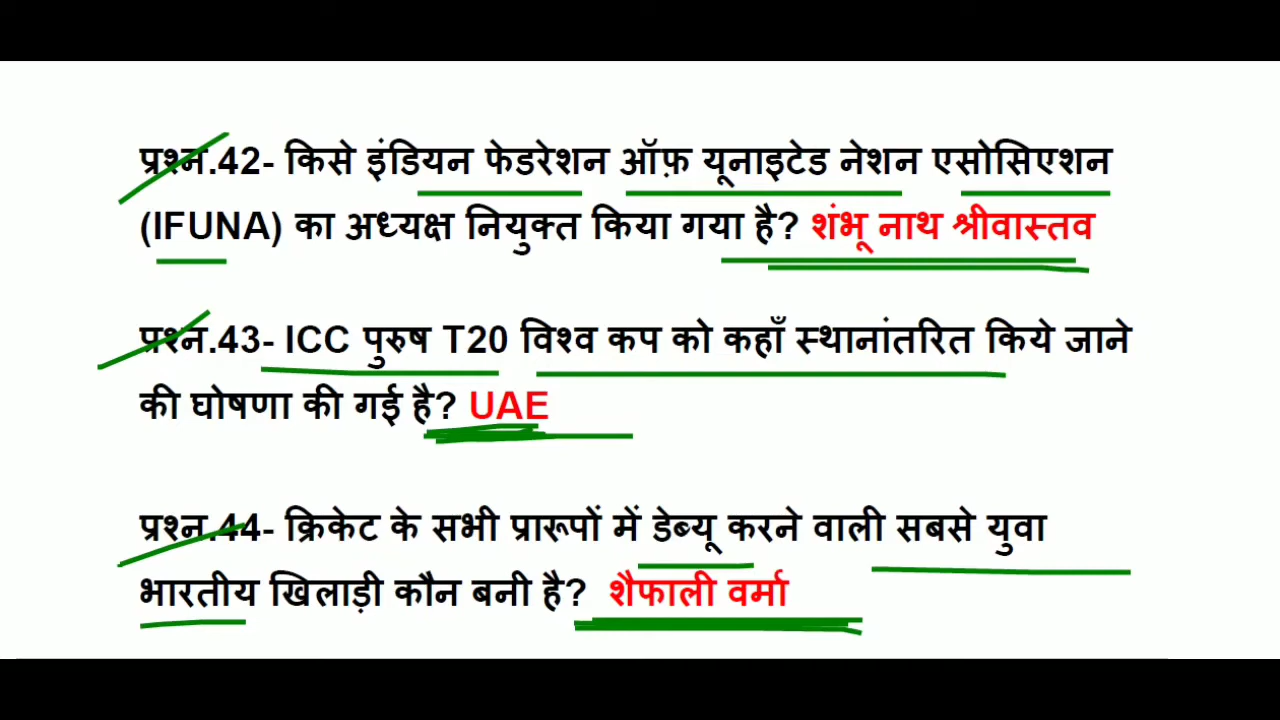 प्रश्न.42- किसे इंडियन फेडरेशन ऑफ़ यूनाइटेड नेशन एसोसिएशन
(IFUNA) का अध्यक्ष नियुक्त किया गया है? शंभू नाथ श्रीवास्तव
प्रश्न.43- ICC पुरुष T20 विश्व कप को कहाँ स्थानांतरित किये जाने
की घोषणा की गई है? UAE
प्रश्न.44- क्रिकेट के सभी प्रारूपों में डेब्यू करने वाली सबसे युवा
भारतीय खिलाड़ी कौन बनी है? शैफाली वर्मा